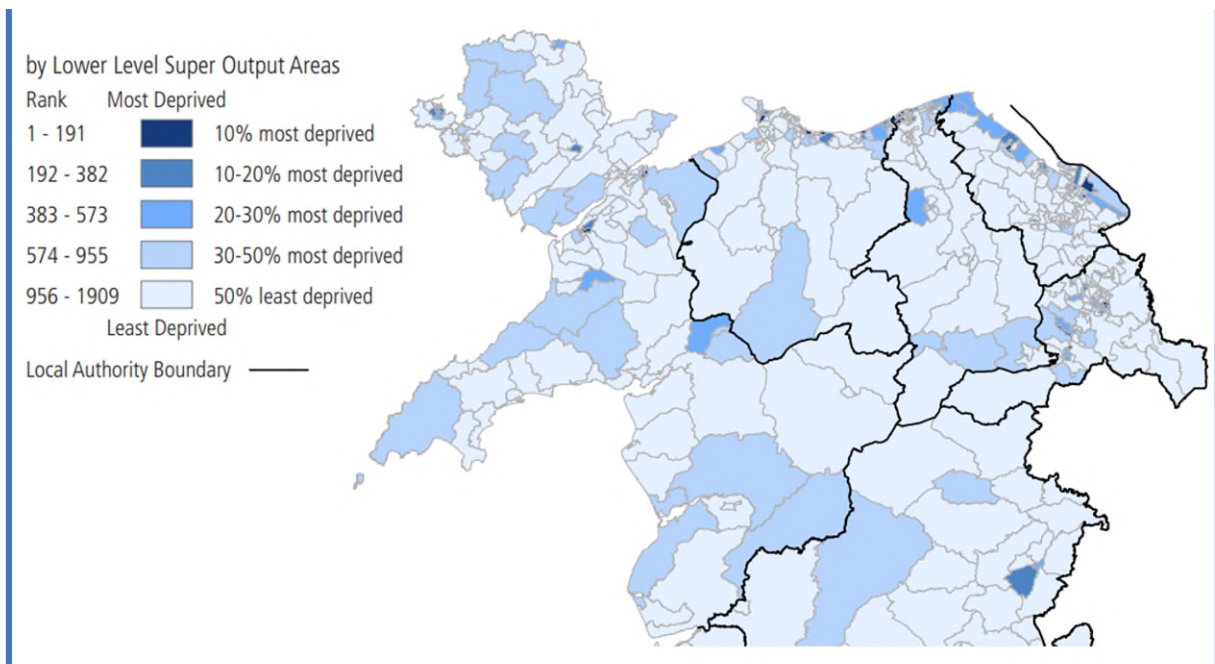 by Lower Level Super Output Areas
Rank Most Deprived
1 - 191 10% most deprived
192 - 382 10-20% most deprived
383 - 573 20-30% most deprived
574 - 955 30-50% most deprived
956 - 1909 50% least deprived
Least Deprived
Local Authority Boundary